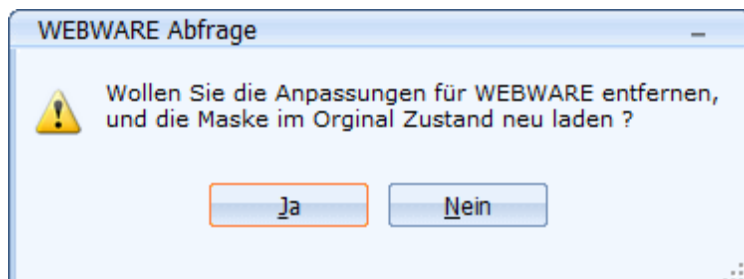 WEBWARE Abfrage
Wollen Sie die Anpassungen für WEBWARE entfernen,
und die Maske im Orginal Zustand neu laden ?
Ja
Nein